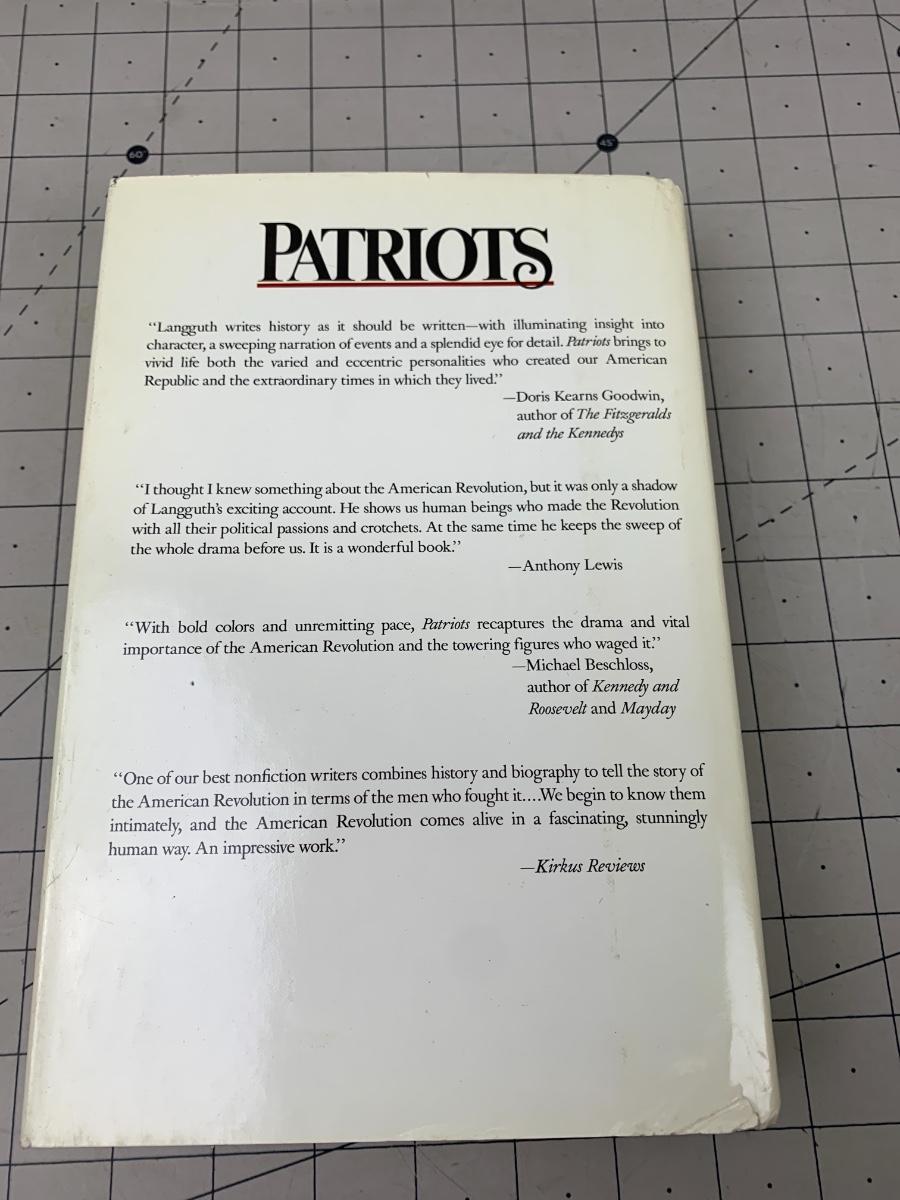 60°
45°
PATRIOTS
“Langguth writes history as it should be written—with illuminating insight into
character, a sweeping narration of events and a splendid eye for detail. Patriots brings to
vivid life both the varied and eccentric personalities who created our American
Republic and the extraordinary times in which they lived.”
—Doris Kearns Goodwin,
author of The Fitzgeralds
and the Kennedys
“I thought I knew something about the American Revolution, but it was only a shadow
of Langguth’s exciting account. He shows us human beings who made the Revolution
with all their political passions and crotchets. At the same time he keeps the sweep of
the whole drama before us. It is a wonderful book.”
—Anthony Lewis
“With bold colors and unremitting pace, Patriots recaptures the drama and vital
importance of the American Revolution and the towering figures who waged it.”
—Michael Beschloss,
author of Kennedy and
Roosevelt and Mayday
“One of our best nonfiction writers combines history and biography to tell the story of
the American Revolution in terms of the men who fought it....We begin to know them
intimately, and the American Revolution comes alive in a fascinating, stunningly
human way. An impressive work.”
—Kirkus Reviews